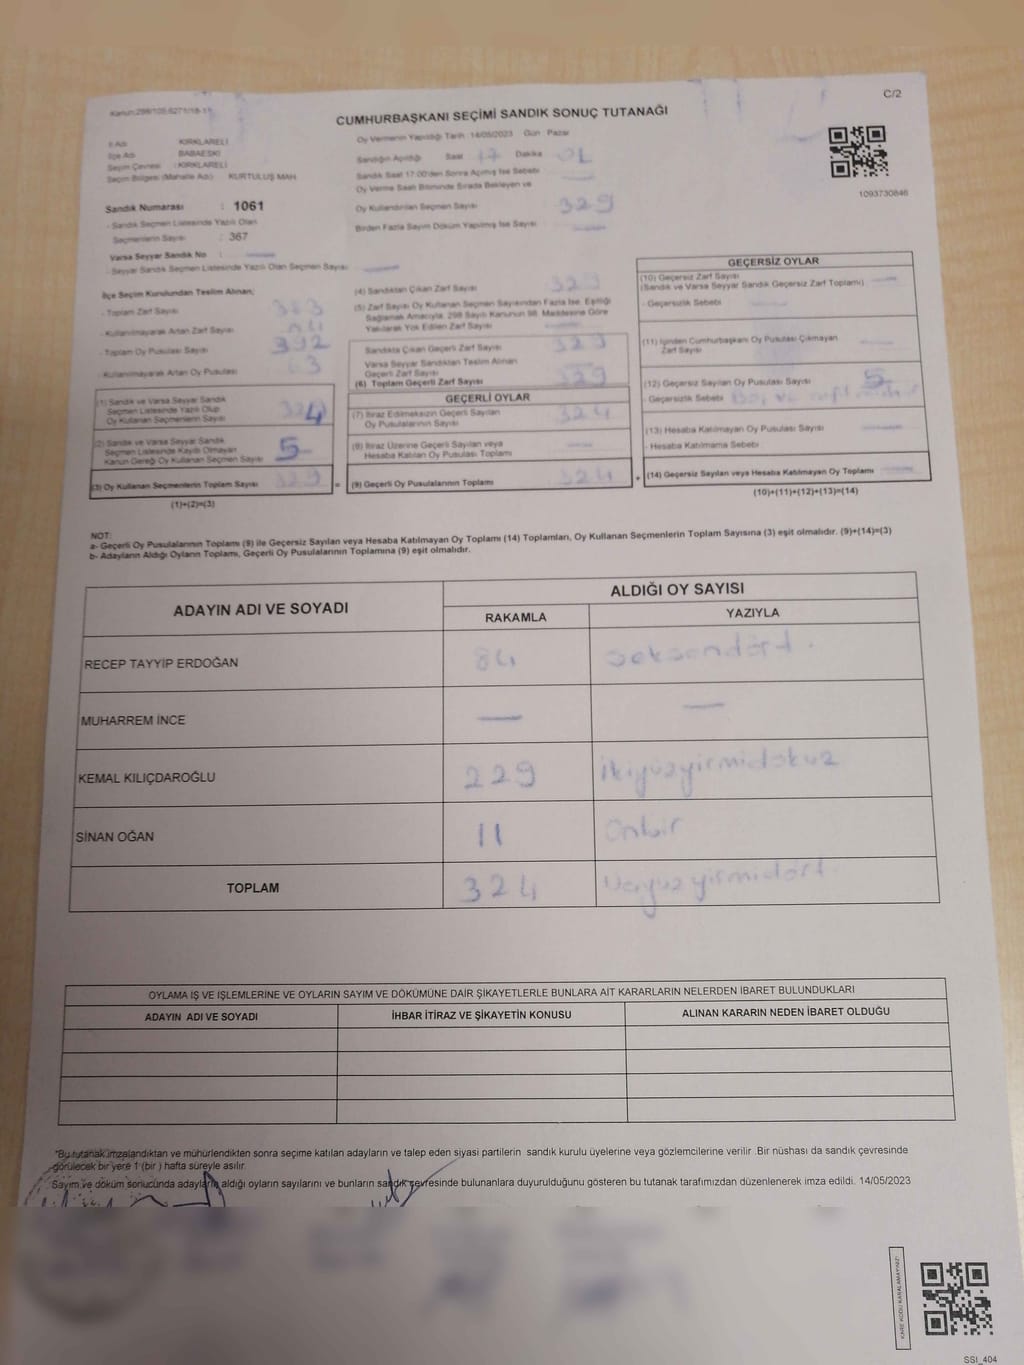 Kanun:298/105-6271/18-11
C/2
CUMHURBAŞKANI SEÇİMİ SANDIK SONUÇ TUTANAĞI
İl Adı KIRKLARELİ
İlçe Adı BABAESKİ
Seçim Çevresi : KIRKLARELİ
Seçim Bölgesi (Mahalle Adı) KURTULUŞ MAH.
Sandık Numarası : 1061
- Sandık Seçmen Listesinde Yazılı Olan
Seçmenlerin Sayısı : 367
Varsa Seyyar Sandık No :
- Seyyar Sandık Seçmen Listesinde Yazılı Olan Seçmen Sayısı
Oy Vermenin Yapıldığı Tarih :14/05/2023 Gün Pazar
Sandığın Açıldığı Saat 17 Dakika
Sandık Saat 17:00'den Sonra Açılmış İse Sebebi
Oy Verme Saati Bitiminde Sırada Bekleyen ve
Oy Kullandırılan Seçmen Sayısı 329
Birden Fazla Sayım Döküm Yapılmış İse Sayısı
1093730846
İlçe Seçim Kurulundan Teslim Alınan;
- Toplam Zarf Sayısı 383
- Kullanılmayarak Artan Zarf Sayısı
- Toplam Oy Pusulası Sayısı 392
- Kullanılmayarak Artan Oy Pusulası 63
(1) Sandık ve Varsa Seyyar Sandık
Seçmen Listesinde Yazılı Olup
Oy Kullanan Seçmenlerin Sayısı 324
(2) Sandık ve Varsa Seyyar Sandık
Seçmen Listesinde Kayıtlı Olmayan
Kanun Gereği Oy Kullanan Seçmen Sayısı 5
(3) Oy Kullanan Seçmenlerin Toplam Sayısı 329 =
(1)+(2)=(3)
(4) Sandıktan Çıkan Zarf Sayısı 329
(5) Zarf Sayısı Oy Kullanan Seçmen Sayısından Fazla İse, Eşitliği
Sağlamak Amacıyla, 298 Sayılı Kanunun 98. Maddesine Göre
Yakılarak Yok Edilen Zarf Sayısı
Sandıkta Çıkan Geçerli Zarf Sayısı 329
Varsa Seyyar Sandıktan Teslim Alınan
Geçerli Zarf Sayısı
(6) Toplam Geçerli Zarf Sayısı 329
GEÇERLİ OYLAR
(7) İtiraz Edilmeksizin Geçerli Sayılan
Oy Pusulalarının Sayısı 324
(8) İtiraz Üzerine Geçerli Sayılan veya
Hesaba Katılan Oy Pusulası Toplamı
(9) Geçerli Oy Pusulalarının Toplamı 324 +
GEÇERSİZ OYLAR
(10) Geçersiz Zarf Sayısı
(Sandık ve Varsa Seyyar Sandık Geçersiz Zarf Toplamı)
- Geçersizlik Sebebi
(11) İçinden Cumhurbaşkanı Oy Pusulası Çıkmayan
Zarf Sayısı
(12) Geçersiz Sayılan Oy Pusulası Sayısı 5
- Geçersizlik Sebebi
(13) Hesaba Katılmayan Oy Pusulası Sayısı
- Hesaba Katılmama Sebebi
(14) Geçersiz Sayılan veya Hesaba Katılmayan Oy Toplamı
(10)+(11)+(12)+(13)=(14)
NOT:
a- Geçerli Oy Pusulalarının Toplamı (9) ile Geçersiz Sayılan veya Hesaba Katılmayan Oy Toplamı (14) Toplamları, Oy Kullanan Seçmenlerin Toplam Sayısına (3) eşit olmalıdır. (9)+(14)=(3)
b- Adayların Aldığı Oyların Toplamı, Geçerli Oy Pusulalarının Toplamına (9) eşit olmalıdır.
ADAYIN ADI VE SOYADI
ALDIĞI OY SAYISI
RAKAMLA YAZIYLA
RECEP TAYYİP ERDOĞAN 84 seksendört.
MUHARREM İNCE — —
KEMAL KILIÇDAROĞLU 229 ikiyüzyirmidokuz
SİNAN OĞAN 11 Onbir
TOPLAM 324 Üçyüz yirmidört
OYLAMA İŞ VE İŞLEMLERİNE VE OYLARIN SAYIM VE DÖKÜMÜNE DAİR ŞİKAYETLERLE BUNLARA AİT KARARLARIN NELERDEN İBARET BULUNDUKLARI
ADAYIN ADI VE SOYADI İHBAR İTİRAZ VE ŞİKAYETİN KONUSU ALINAN KARARIN NEDEN İBARET OLDUĞU
*Bu tutanak imzalandıktan ve mühürlendikten sonra seçime katılan adayların ve talep eden siyasi partilerin sandık kurulu üyelerine veya gözlemcilerine verilir. Bir nüshası da sandık çevresinde
görülecek bir yere 1 (bir) hafta süreyle asılır.
Sayım ve döküm sonucunda adayların aldığı oyların sayılarını ve bunların sandık çevresinde bulunanlara duyurulduğunu gösteren bu tutanak tarafımızdan düzenlenerek imza edildi. 14/05/2023
KARE KODU KARALAMAYINIZ!
SSI_404